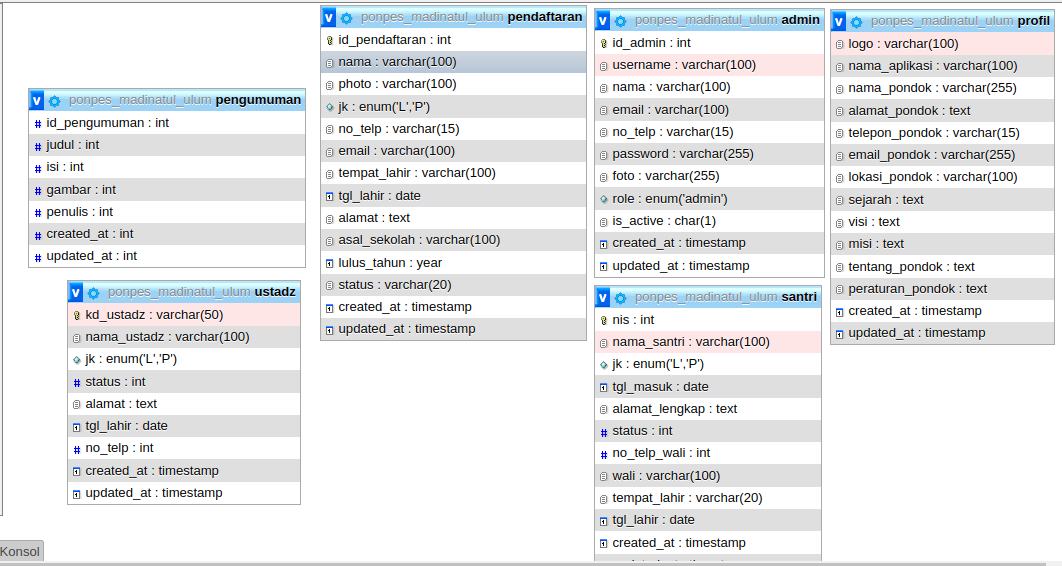 ponpes_madinatul_ulum pengumuman
id_pengumuman : int
judul : int
isi : int
gambar : int
penulis : int
created_at : int
updated_at : int
ponpes_madinatul_ulum ustadz
kd_ustadz : varchar(50)
nama_ustadz : varchar(100)
jk : enum('L','P')
status : int
alamat : text
tgl_lahir : date
no_telp : int
created_at : timestamp
updated_at : timestamp
ponpes_madinatul_ulum pendaftaran
id_pendaftaran : int
nama : varchar(100)
photo : varchar(100)
jk : enum('L','P')
no_telp : varchar(15)
email : varchar(100)
tempat_lahir : varchar(100)
tgl_lahir : date
alamat : text
asal_sekolah : varchar(100)
lulus_tahun : year
status : varchar(20)
created_at : timestamp
updated_at : timestamp
ponpes_madinatul_ulum admin
id_admin : int
username : varchar(100)
nama : varchar(100)
email : varchar(100)
no_telp : varchar(15)
password : varchar(255)
foto : varchar(255)
role : enum('admin')
is_active : char(1)
created_at : timestamp
updated_at : timestamp
ponpes_madinatul_ulum santri
nis : int
nama_santri : varchar(100)
jk : enum('L','P')
tgl_masuk : date
alamat_lengkap : text
status : int
no_telp_wali : int
wali : varchar(100)
tempat_lahir : varchar(20)
tgl_lahir : date
created_at : timestamp
ponpes_madinatul_ulum profil
logo : varchar(100)
nama_aplikasi : varchar(100)
nama_pondok : varchar(255)
alamat_pondok : text
telepon_pondok : varchar(15)
email_pondok : varchar(255)
lokasi_pondok : varchar(100)
sejarah : text
visi : text
misi : text
tentang_pondok : text
peraturan_pondok : text
created_at : timestamp
updated_at : timestamp
Konsol